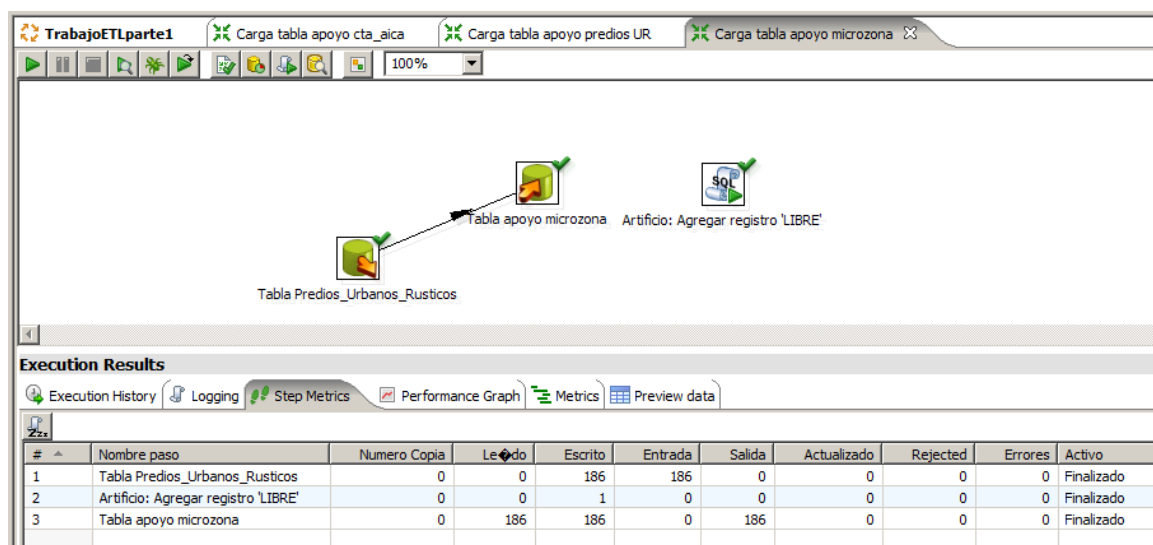 TrabajoETLparte1 Carga tabla apoyo cta_aica Carga tabla apoyo predios UR Carga tabla apoyo microzona
100%
SQL
Tabla apoyo microzona Artificio: Agregar registro 'LIBRE'
Tabla Predios_Urbanos_Rusticos
Execution Results
Execution History Logging Step Metrics Performance Graph Metrics Preview data
Zzz
# Nombre paso Numero Copia Le�do Escrito Entrada Salida Actualizado Rejected Errores Activo
1 Tabla Predios_Urbanos_Rusticos 0 0 186 186 0 0 0 0 Finalizado
2 Artificio: Agregar registro 'LIBRE' 0 0 1 0 0 0 0 0 Finalizado
3 Tabla apoyo microzona 0 186 186 0 186 0 0 0 Finalizado